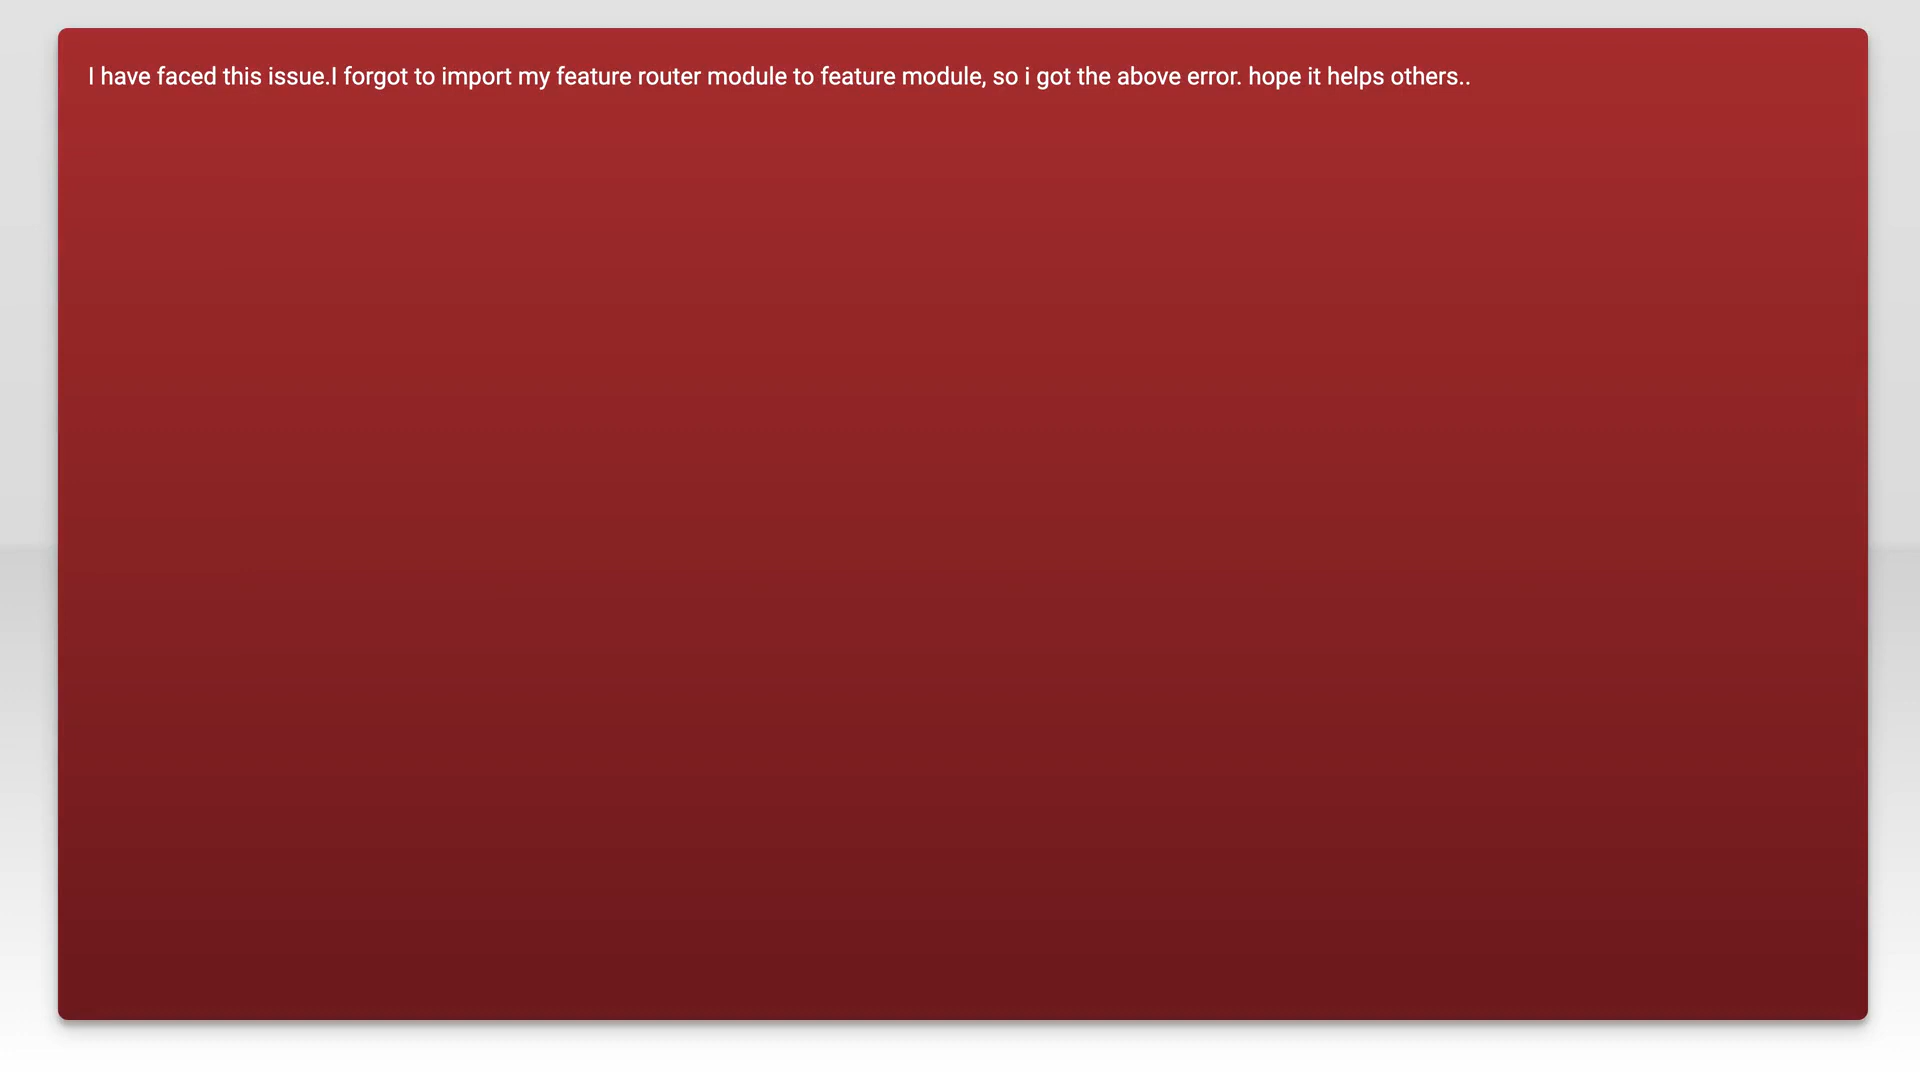 I have faced this issue.I forgot to import my feature router module to feature module, so i got the above error. hope it helps others..